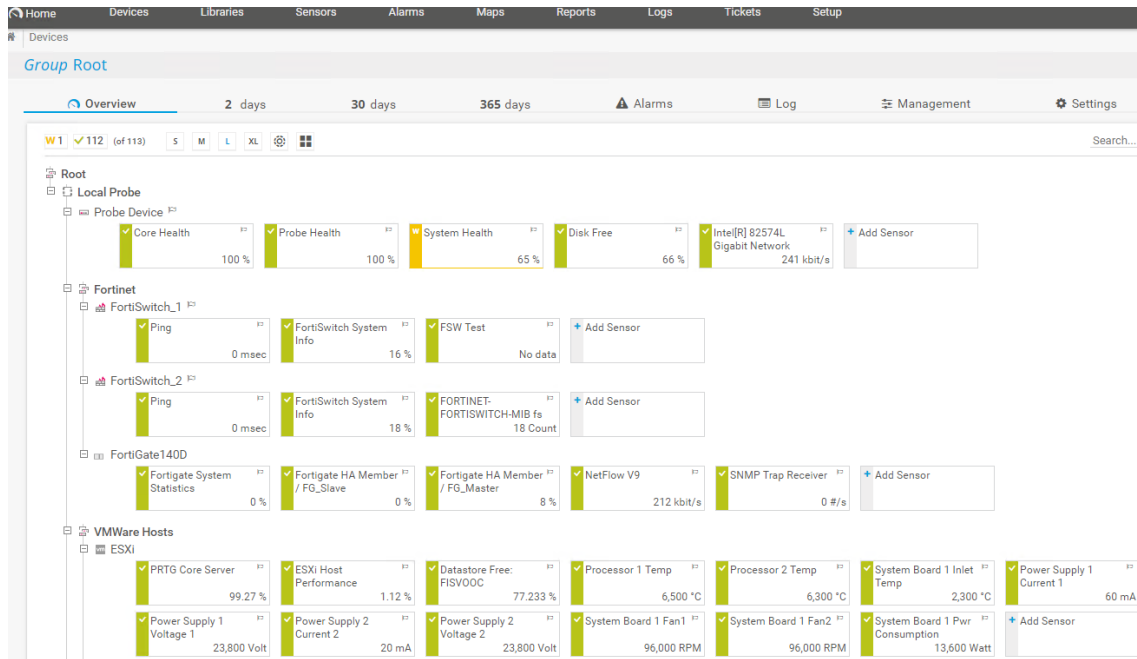 Home Devices Libraries Sensors Alarms Maps Reports Logs Tickets Setup
Devices
Group Root
Overview 2 days 30 days 365 days Alarms Log Management Settings
W 1 112 (of 113) S M L XL Search...
Root
Local Probe
Probe Device
Core Health
100 %
Probe Health
100 %
W System Health
65 %
Disk Free
66 %
Intel[R] 82574L
Gigabit Network
241 kbit/s
+ Add Sensor
Fortinet
FortiSwitch_1
Ping
0 msec
FortiSwitch System
Info
16 %
FSW Test
No data
+ Add Sensor
FortiSwitch_2
Ping
0 msec
FortiSwitch System
Info
18 %
FORTINET-
FORTISWITCH-MIB fs
18 Count
+ Add Sensor
FortiGate140D
Fortigate System
Statistics
0 %
Fortigate HA Member
/ FG_Slave
0 %
Fortigate HA Member
/ FG_Master
8 %
NetFlow V9
212 kbit/s
SNMP Trap Receiver
0 #/s
+ Add Sensor
VMWare Hosts
ESXi
PRTG Core Server
99.27 %
ESXi Host
Performance
1.12 %
Datastore Free:
FISVOOC
77.233 %
Processor 1 Temp
6,500 °C
Processor 2 Temp
6,300 °C
System Board 1 Inlet
Temp
2,300 °C
Power Supply 1
Current 1
60 mA
Power Supply 1
Voltage 1
23,800 Volt
Power Supply 2
Current 2
20 mA
Power Supply 2
Voltage 2
23,800 Volt
System Board 1 Fan1
96,000 RPM
System Board 1 Fan2
96,000 RPM
System Board 1 Pwr
Consumption
13,600 Watt
+ Add Sensor